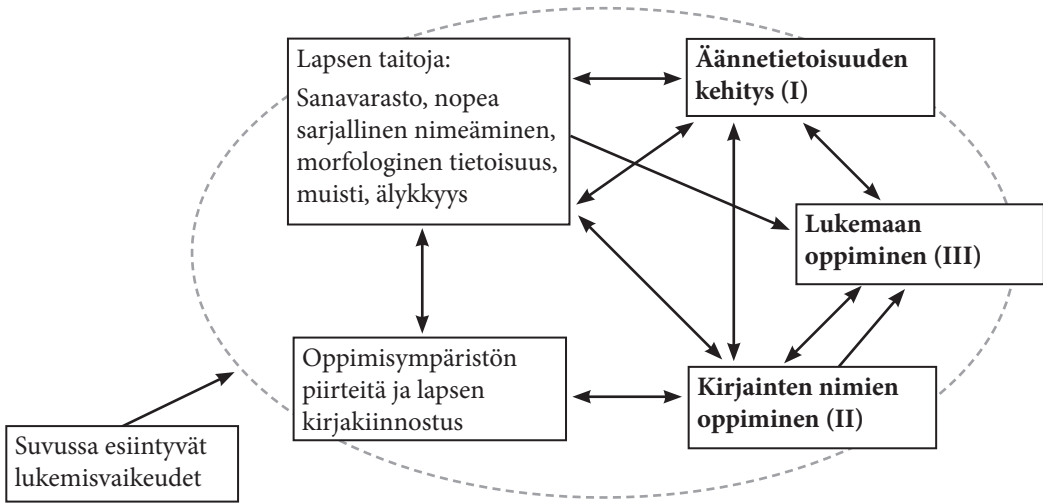 Lapsen taitoja:
Sanavarasto, nopea
sarjallinen nimeäminen,
morfologinen tietoisuus,
muisti, älykkyys
Äännetietoisuuden
kehitys (I)
Lukemaan
oppiminen (III)
Oppimisympäristön
piirteitä ja lapsen
kirjakiinnostus
Kirjainten nimien
oppiminen (II)
Suvussa esiintyvät
lukemisvaikeudet